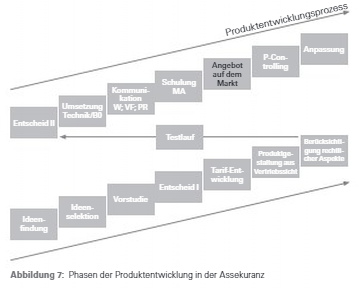 Produktentwicklungsprozess
Anpassung
P-Con-
trolling
Angebot
auf dem
Markt
Schulung
MA
Kommuni-
kation
W; VF; PR
Umsetzung
Technik/BO
Entscheid II
Testlauf
Berücksichti-
gung rechtli-
cher Aspekte
Produktge-
staltung aus
Vertriebssicht
Tarif-Ent-
wicklung
Entscheid I
Vorstudie
Ideen-
selektion
Ideen-
findung
Abbildung 7: Phasen der Produktentwicklung in der Assekuranz